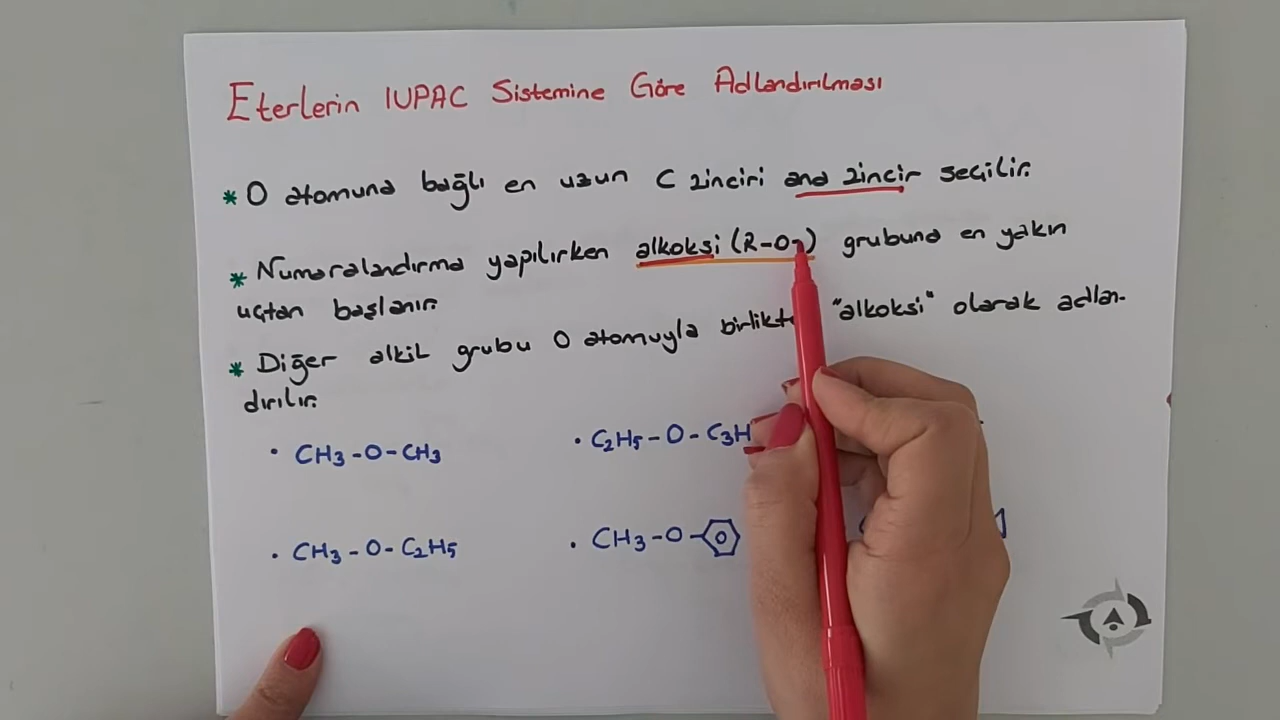 Eterlerin IUPAC Sistemine Göre Adlandırılması
* O atomuna bağlı en uzun C zinciri ana zincir seçilir.
* Numaralandırma yapılırken alkoksi (R-O-) grubuna en yakın
uçtan başlanır.
* Diğer alkil grubu O atomuyla birlikte "alkoksi" olarak adlan-
dırılır.
• CH3-O-CH3
• C2H5-O-C3H
• CH3-O-C2H5
• CH3-O-